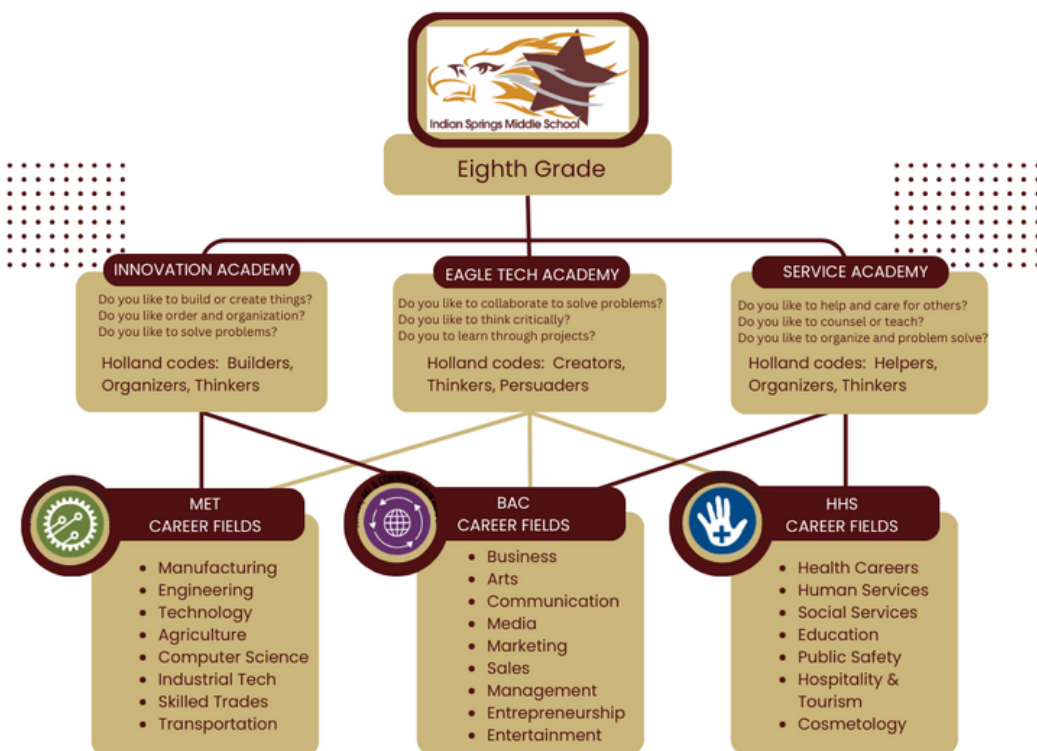 Indian Springs Middle School
Eighth Grade
INNOVATION ACADEMY
Do you like to build or create things?
Do you like order and organization?
Do you like to solve problems?
Holland codes: Builders,
Organizers, Thinkers
EAGLE TECH ACADEMY
Do you like to collaborate to solve problems?
Do you like to think critically?
Do you to learn through projects?
Holland codes: Creators,
Thinkers, Persuaders
SERVICE ACADEMY
Do you like to help and care for others?
Do you like to counsel or teach?
Do you like to organize and problem solve?
Holland codes: Helpers,
Organizers, Thinkers
MET
CAREER FIELDS
Manufacturing
Engineering
Technology
Agriculture
Computer Science
Industrial Tech
Skilled Trades
Transportation
BAC
CAREER FIELDS
Business
Arts
Communication
Media
Marketing
Sales
Management
Entrepreneurship
Entertainment
HHS
CAREER FIELDS
Health Careers
Human Services
Social Services
Education
Public Safety
Hospitality &
Tourism
Cosmetology